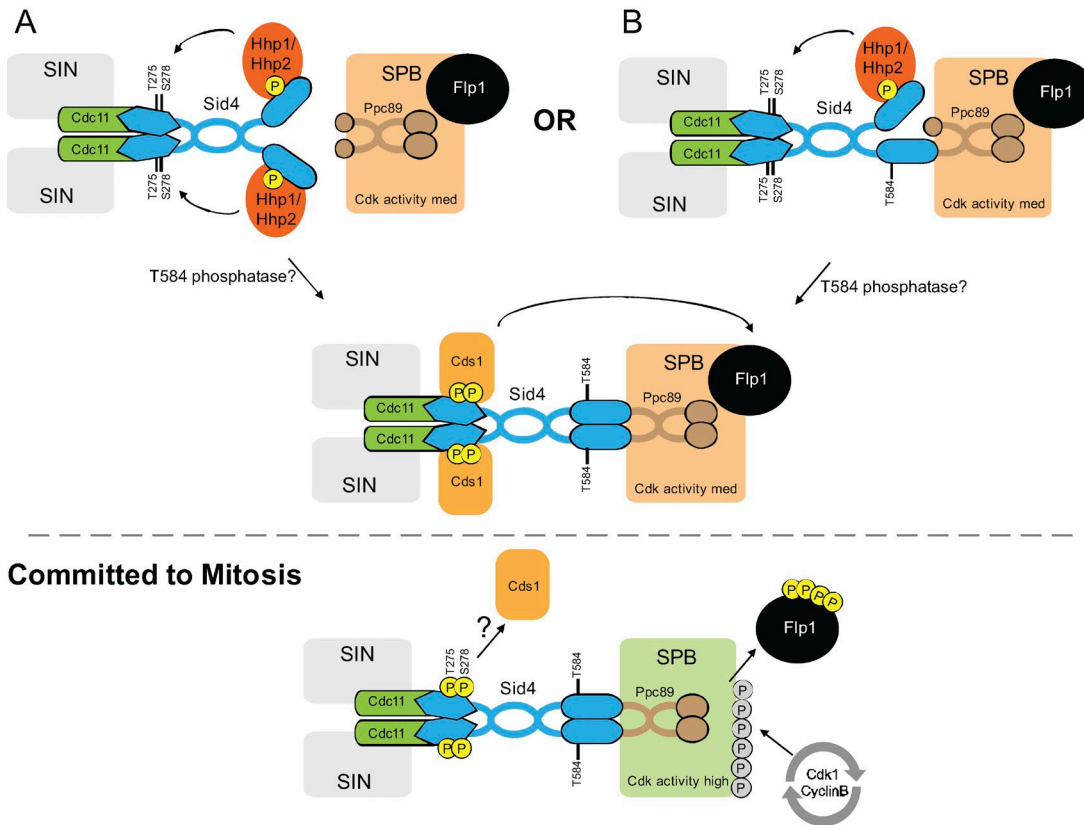 A
SIN
Cdc11
Cdc11
SIN
T275
S278
T275
S278
Sid4
Hhp1/
Hhp2
P
P
Hhp1/
Hhp2
SPB
Ppc89
Flp1
Cdk activity med
OR
B
SIN
Cdc11
Cdc11
SIN
T275
S278
T275
S278
Sid4
Hhp1/
Hhp2
P
T584
SPB
Ppc89
Flp1
Cdk activity med
T584 phosphatase?
T584 phosphatase?
SIN
Cdc11
Cdc11
SIN
Cds1
P P
P P
Cds1
Sid4
T584
T584
SPB
Ppc89
Flp1
Cdk activity med
Committed to Mitosis
Cds1
?
SIN
Cdc11
Cdc11
SIN
T275
S278
P P
P P
Sid4
T584
T584
SPB
Ppc89
Cdk activity high
P P P P
Flp1
P
P
P
P
P
P
Cdk1
CyclinB